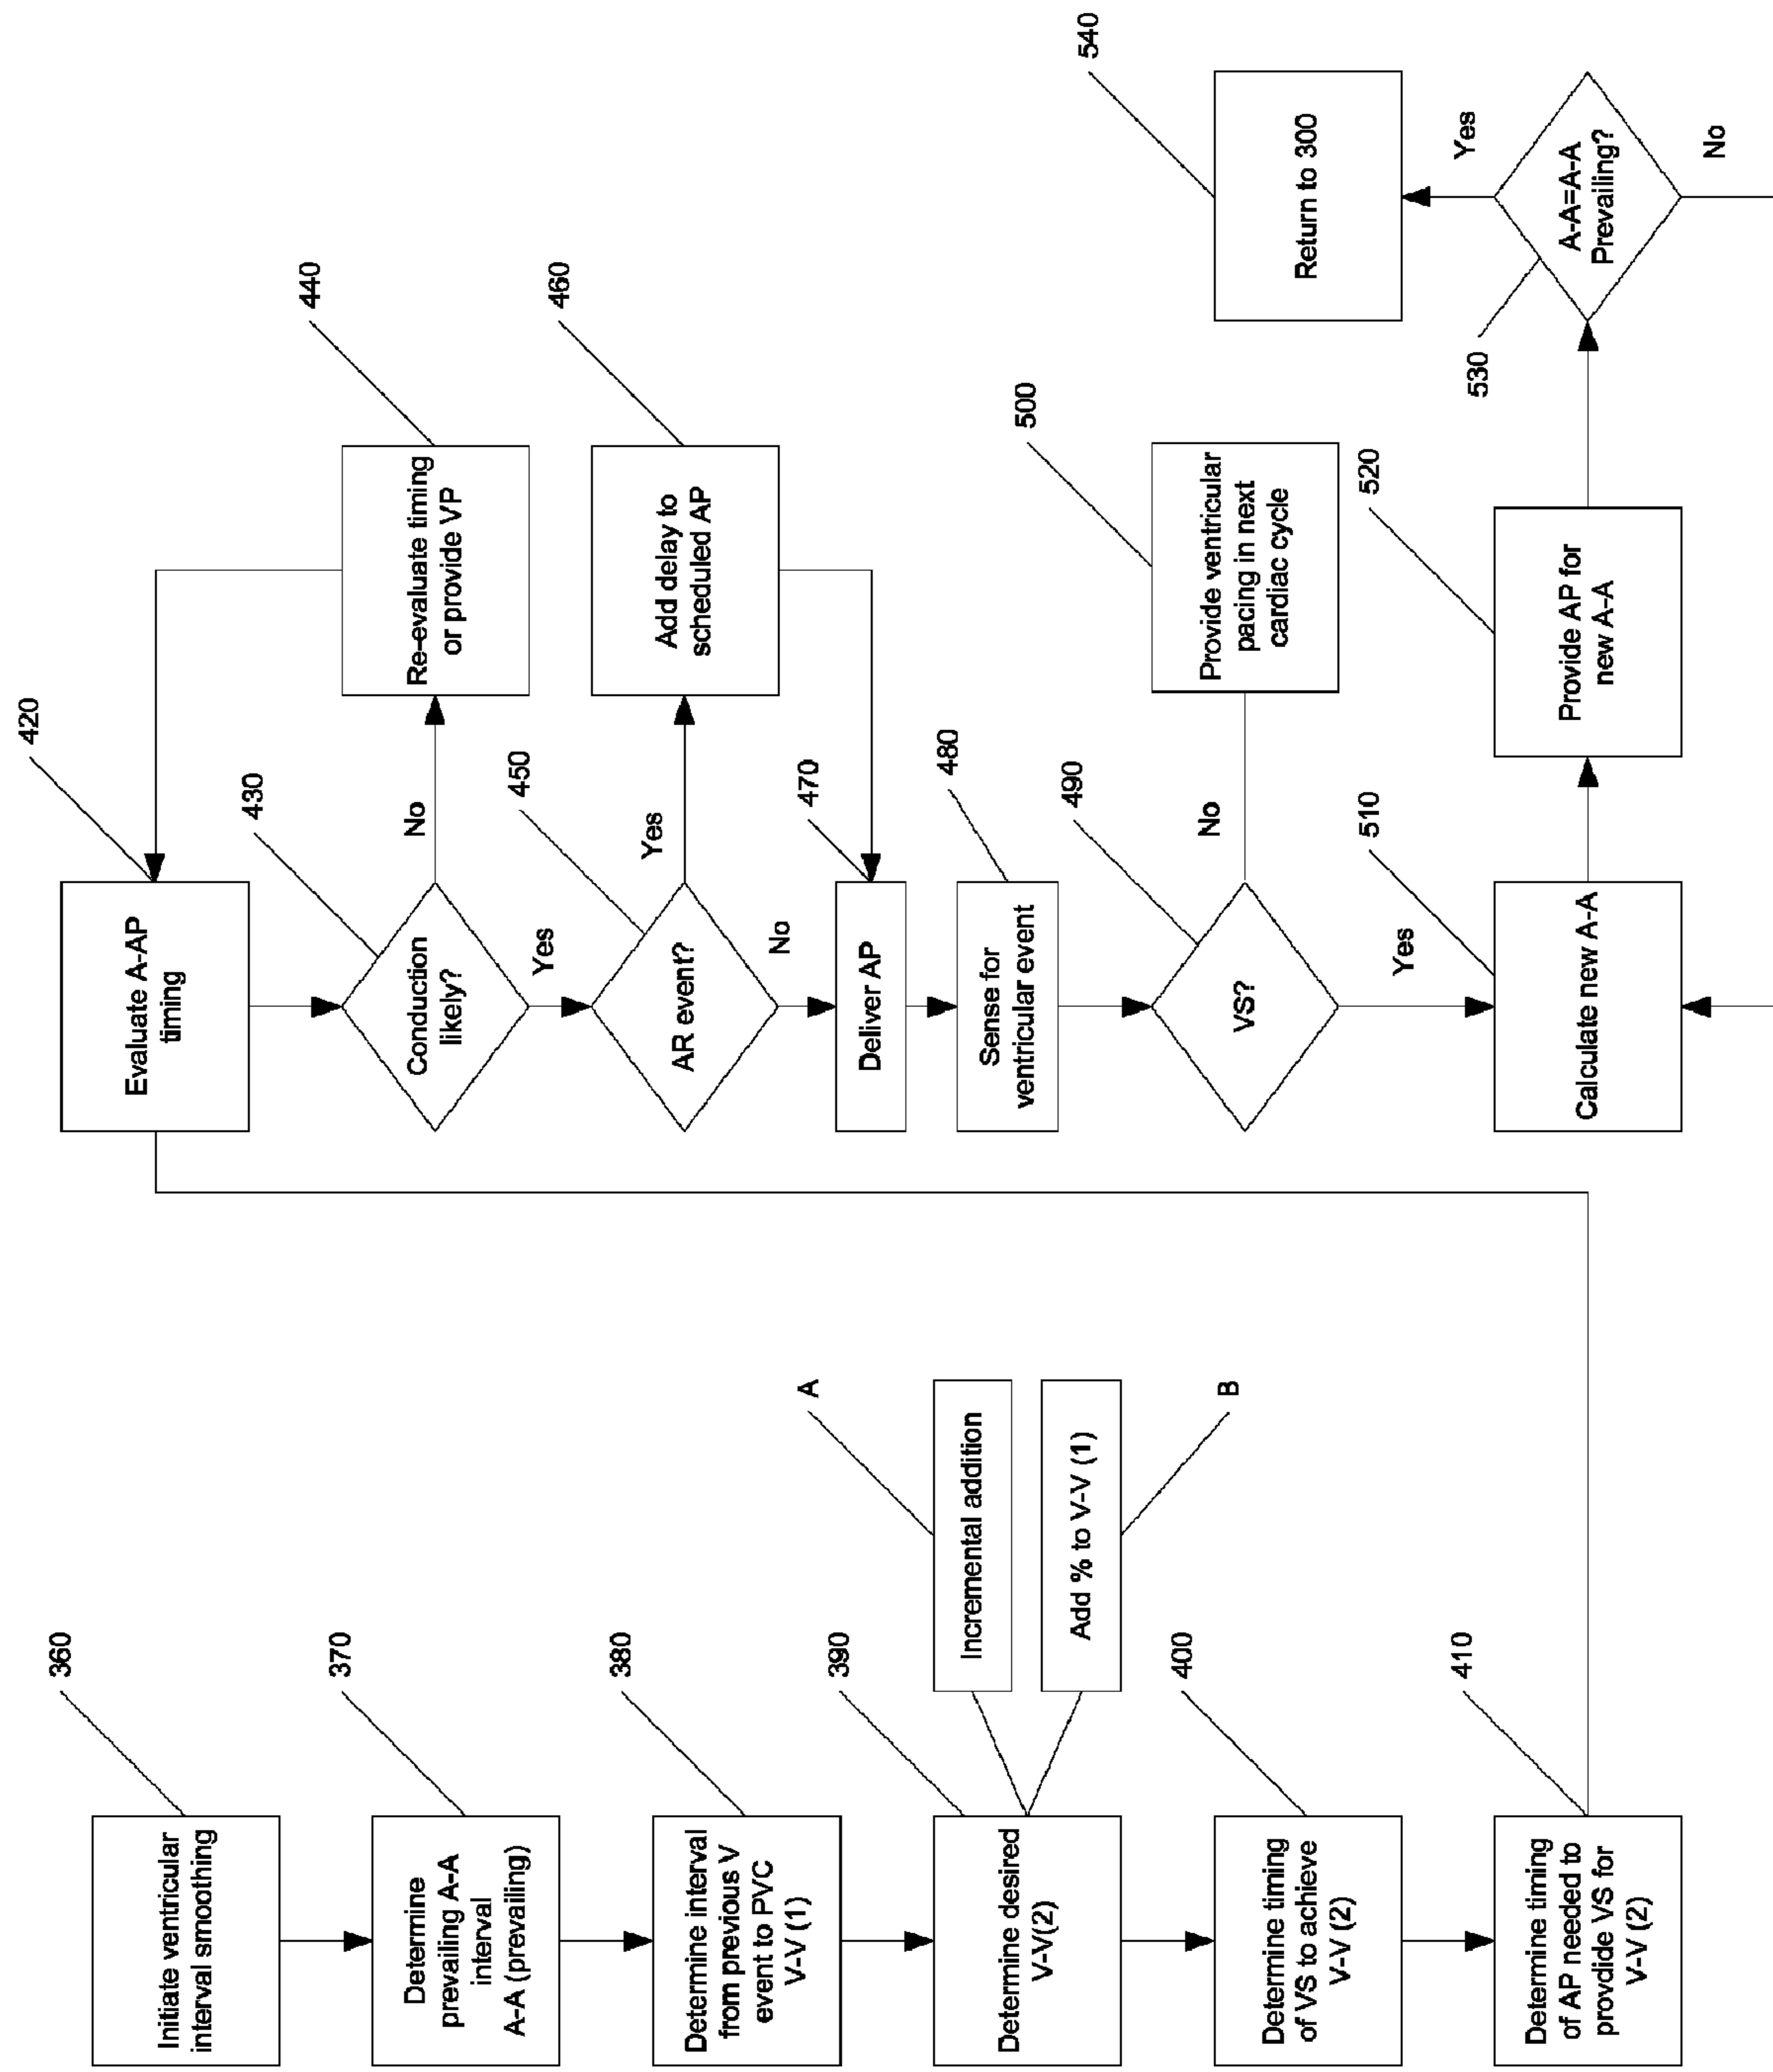 360
Initiate ventricular
interval smoothing
370
Determine
prevailing A-A
interval
A-A (prevailing)
380
Determine interval
from previous V
event to PVC
V-V (1)
390
Determine desired
V-V(2)
A
Incremental addition
Add % to V-V (1)
B
400
Determine timing
of VS to achieve
V-V (2)
410
Determine timing
of AP needed to
provdide VS for
V-V (2)
420
Evaluate A-AP
timing
430
Conduction
likely?
No
Yes
440
Re-evaluate timing
or provide VP
450
AR event?
Yes
No
460
Add delay to
scheduled AP
470
Deliver AP
480
Sense for
ventricular event
490
VS?
No
Yes
500
Provide ventricular
pacing in next
cardiac cycle
510
Calculate new A-A
520
Provide AP for
new A-A
530
A-A=A-A
Prevailing?
Yes
No
540
Return to 300